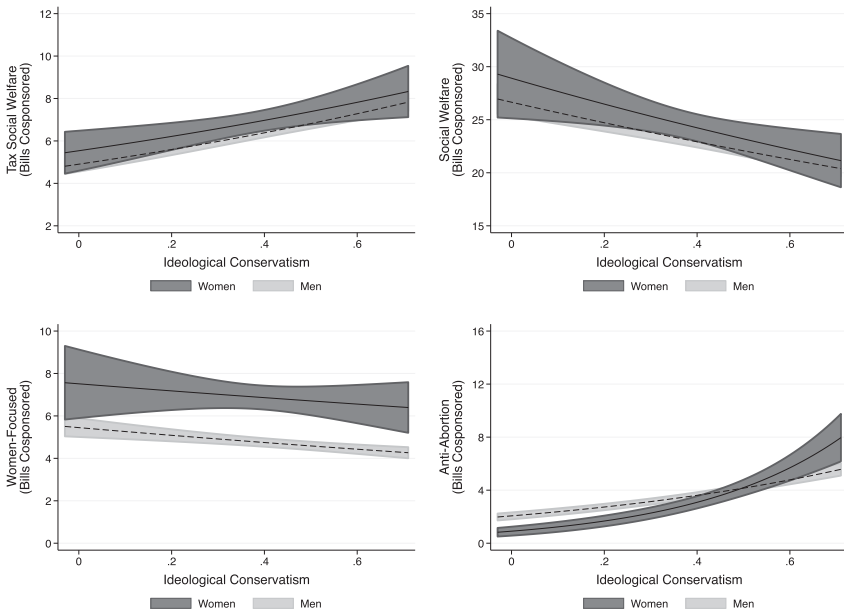 12
10
8
6
4
2
Tax Social Welfare
(Bills Cosponsored)
0 .2 .4 .6
Ideological Conservatism
Women Men
35
30
25
20
15
Social Welfare
(Bills Cosponsored)
0 .2 .4 .6
Ideological Conservatism
Women Men
10
8
6
4
2
0
Women-Focused
(Bills Cosponsored)
0 .2 .4 .6
Ideological Conservatism
Women Men
16
12
8
4
0
Anti-Abortion
(Bills Cosponsored)
0 .2 .4 .6
Ideological Conservatism
Women Men